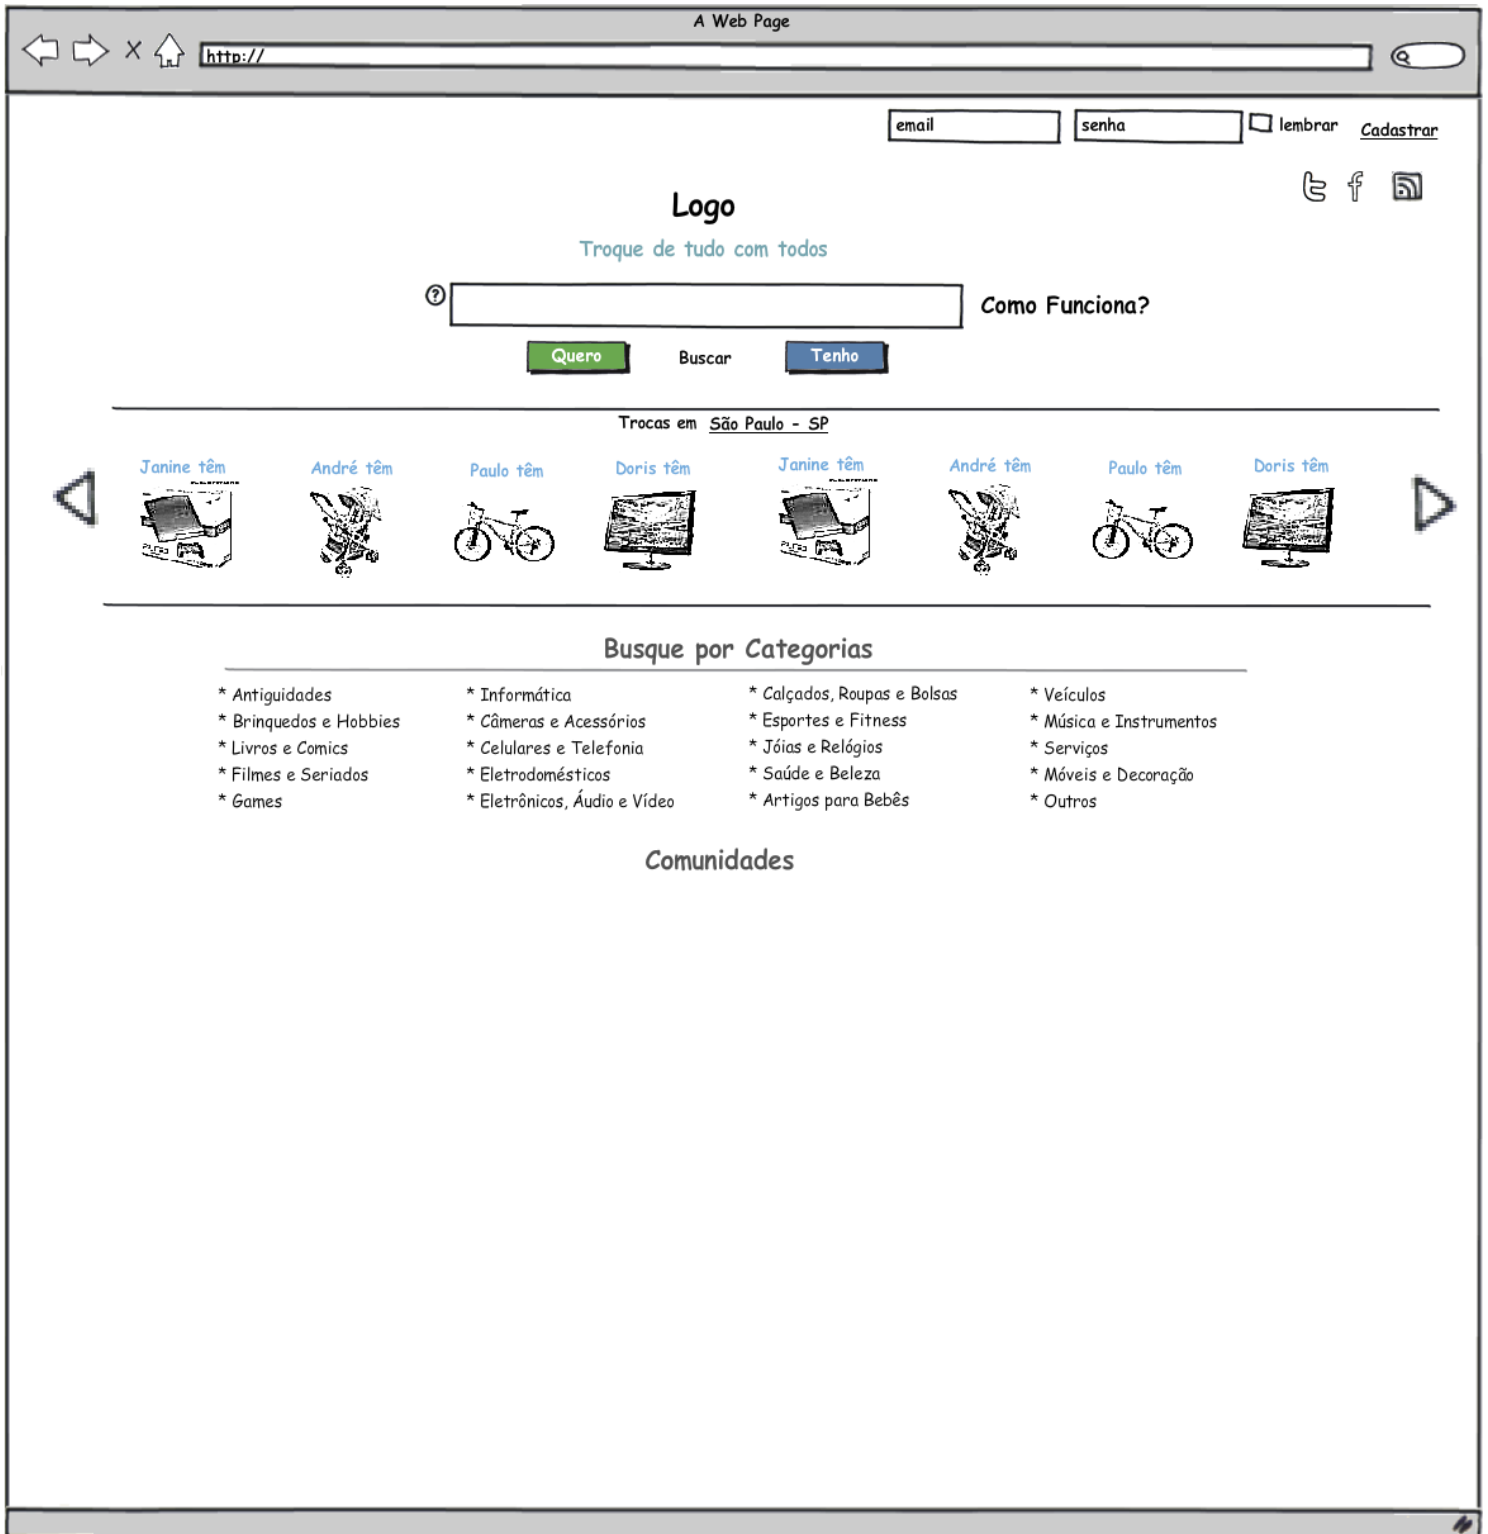 A Web Page
http://
email senha lembrar Cadastrar
Logo
Troque de tudo com todos
Como Funciona?
Quero Buscar Tenho
Trocas em São Paulo - SP
Janine têm André têm Paulo têm Doris têm Janine têm André têm Paulo têm Doris têm
Busque por Categorias
* Antiguidades * Informática * Calçados, Roupas e Bolsas * Veículos
* Brinquedos e Hobbies * Câmeras e Acessórios * Esportes e Fitness * Música e Instrumentos
* Livros e Comics * Celulares e Telefonia * Jóias e Relógios * Serviços
* Filmes e Seriados * Eletrodomésticos * Saúde e Beleza * Móveis e Decoração
* Games * Eletrônicos, Áudio e Vídeo * Artigos para Bebês * Outros
Comunidades